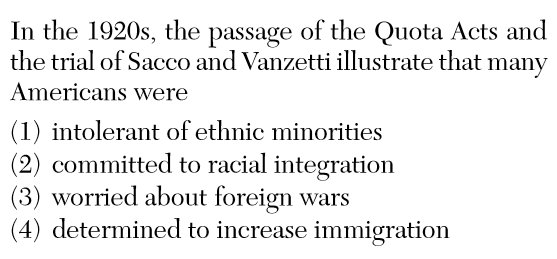 In the 1920s, the passage of the Quota Acts and
the trial of Sacco and Vanzetti illustrate that many
Americans were
(1) intolerant of ethnic minorities
(2) committed to racial integration
(3) worried about foreign wars
(4) determined to increase immigration